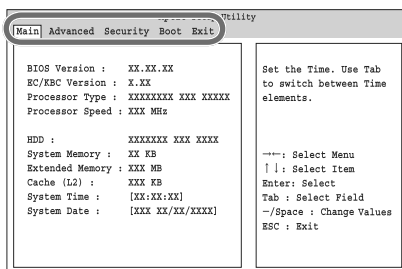 Setup Utility
Main Advanced Security Boot Exit
BIOS Version : XX.XX.XX
EC/KBC Version : X.XX
Processor Type : XXXXXXXX XXX XXXXX
Processor Speed : XXX MHz
HDD : XXXXXXX XXX XXXX
System Memory : XX KB
Extended Memory : XXX MB
Cache (L2) : XXX KB
System Time : [XX:XX:XX]
System Date : [XXX XX/XX/XXXX]
Set the Time. Use Tab
to switch between Time
elements.
→←: Select Menu
↑↓: Select Item
Enter: Select
Tab : Select Field
−/Space : Change Values
ESC : Exit